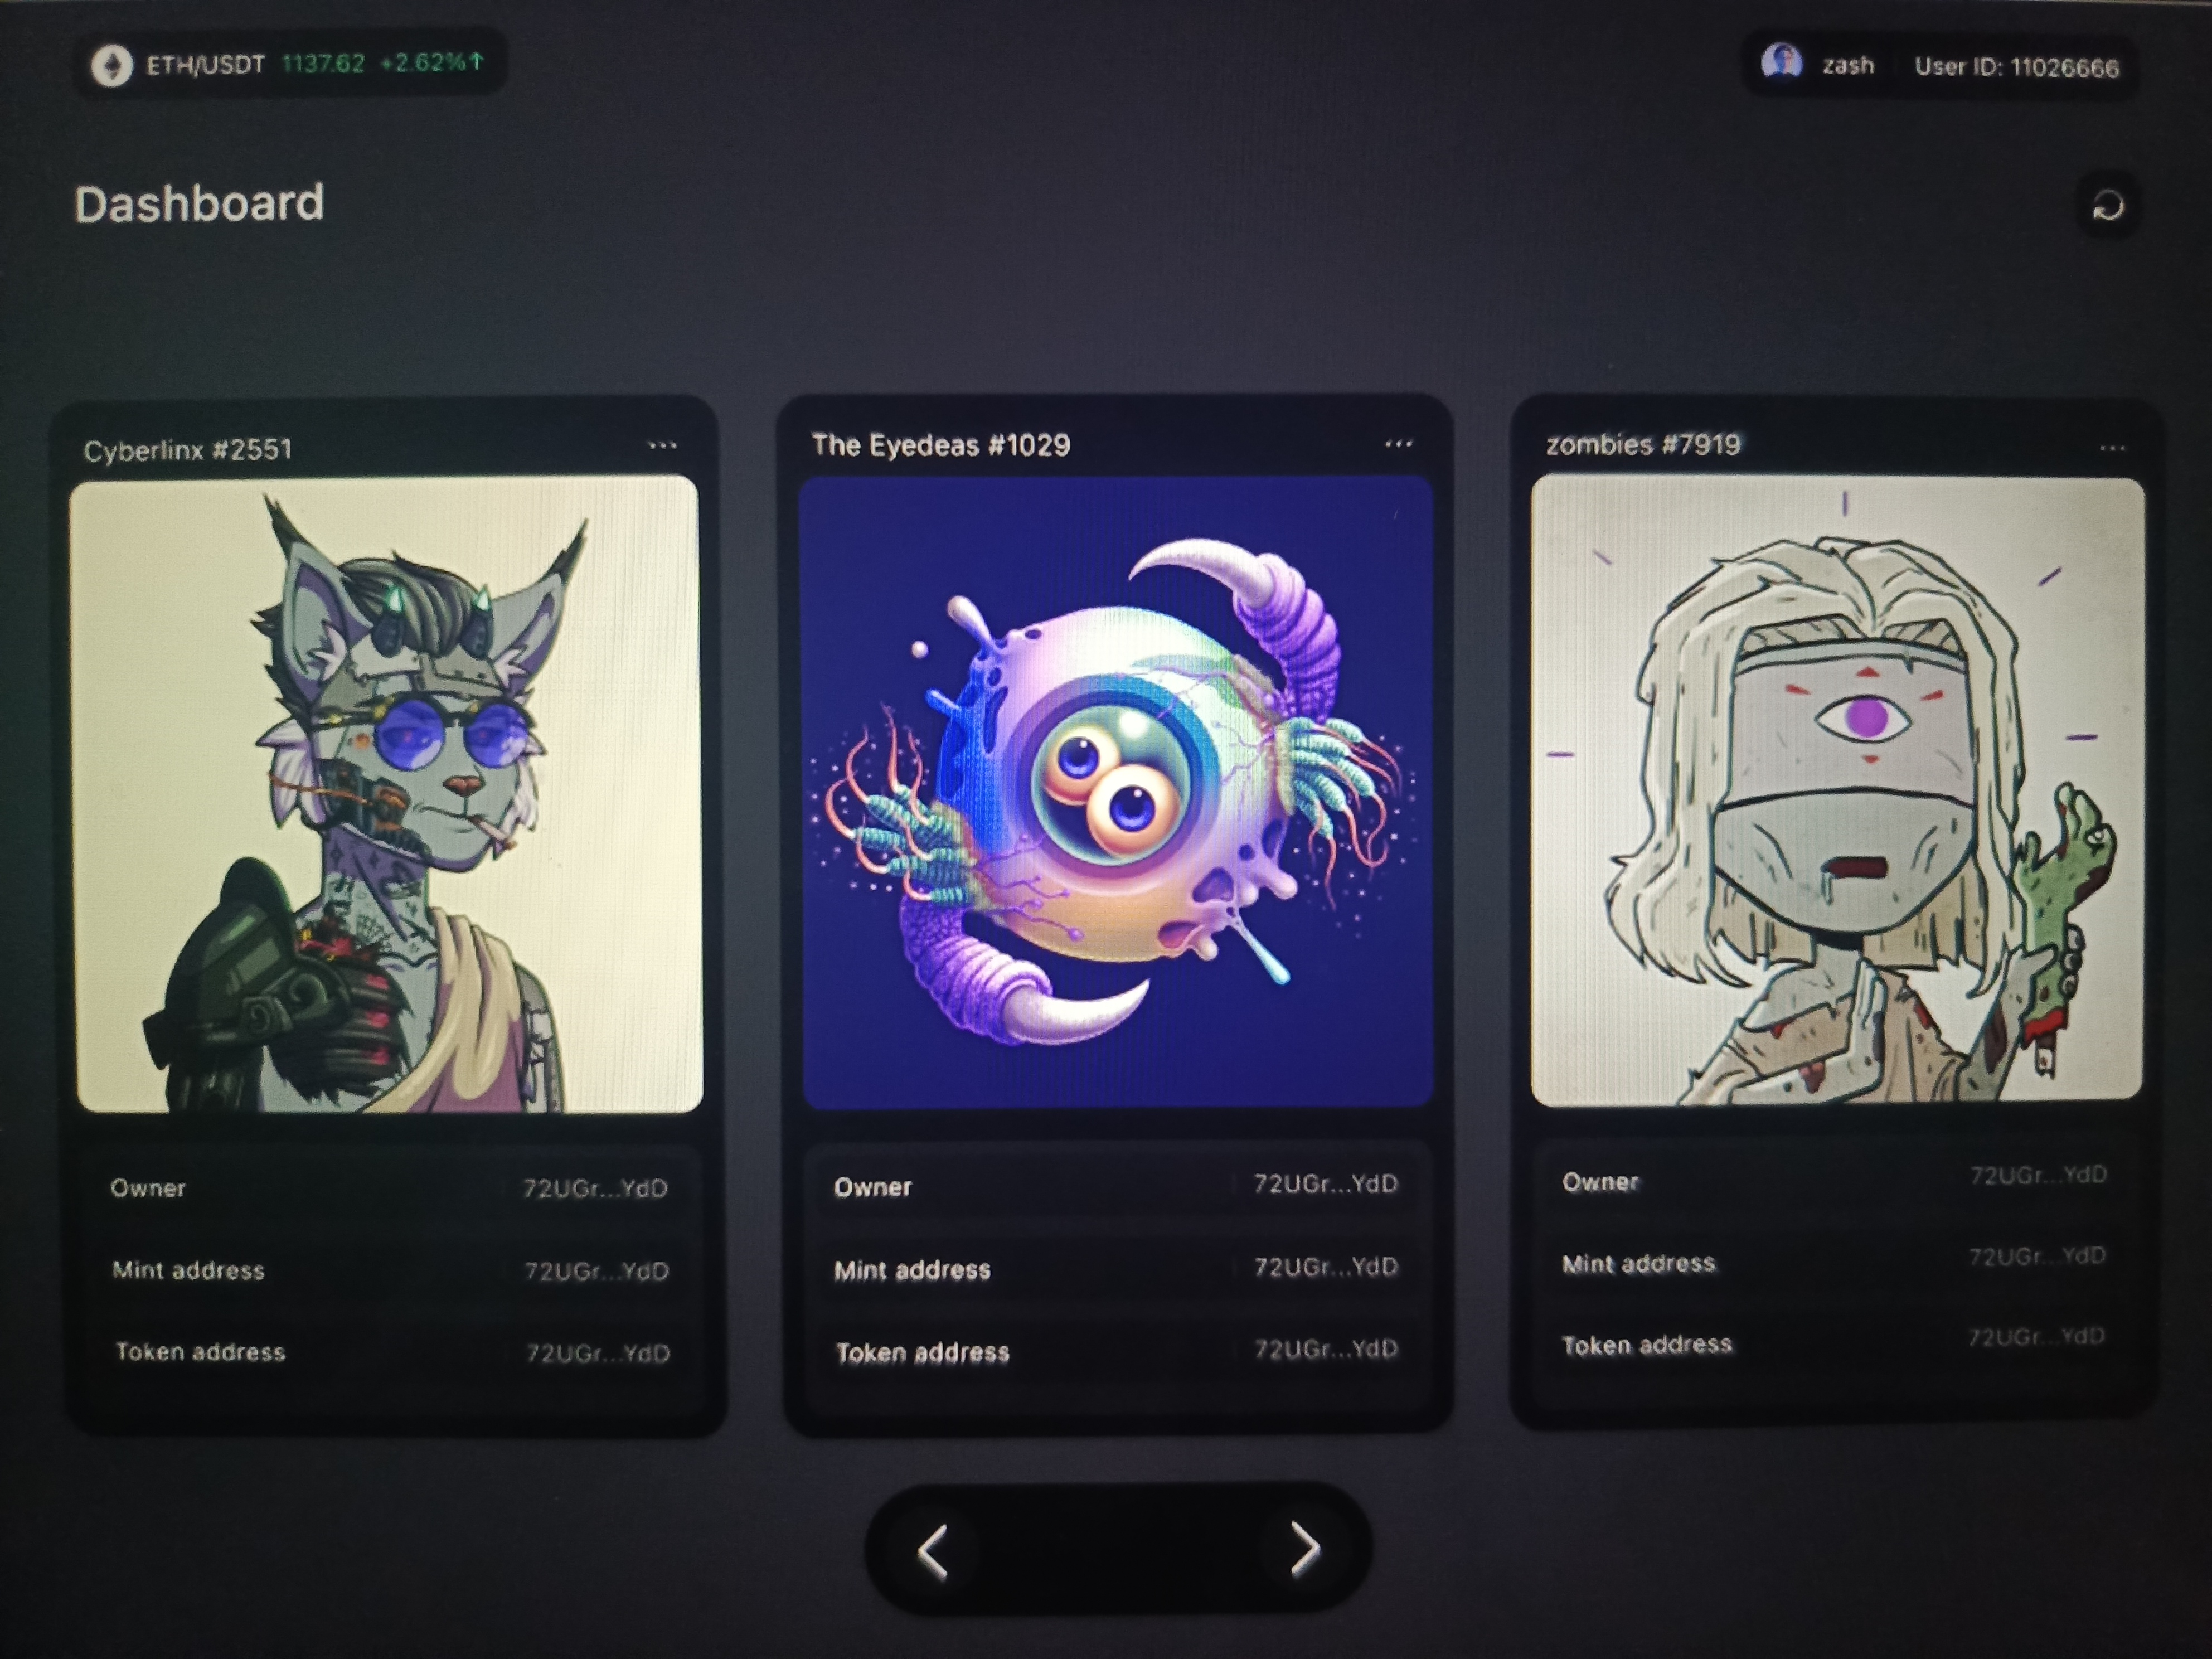 ETH/USDT 1137.62 +2.62%↑
zash User ID: 11026666
Dashboard
Cyberlinx #2551 ...
The Eyedeas #1029 ...
zombies #7919 ...
Owner 72UGr...YdD
Mint address 72UGr...YdD
Token address 72UGr...YdD
Owner 72UGr...YdD
Mint address 72UGr...YdD
Token address 72UGr...YdD
Owner 72UGr...YdD
Mint address 72UGr...YdD
Token address 72UGr...YdD